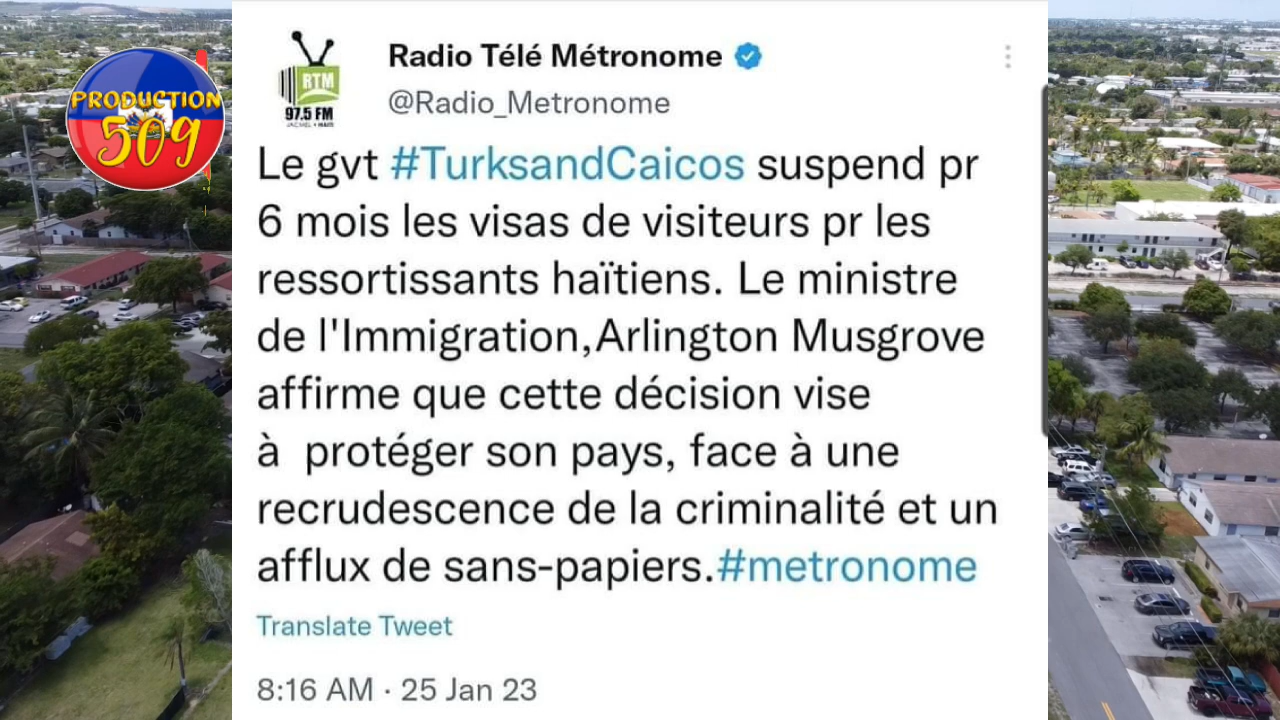 PRODUCTION
509
RTM
97.5 FM
JACMEL • HAITI
Radio Télé Métronome
@Radio_Metronome
Le gvt #TurksandCaicos suspend pr
6 mois les visas de visiteurs pr les
ressortissants haïtiens. Le ministre
de l'Immigration,Arlington Musgrove
affirme que cette décision vise
à  protéger son pays, face à une
recrudescence de la criminalité et un
afflux de sans-papiers.#metronome
Translate Tweet
8:16 AM · 25 Jan 23